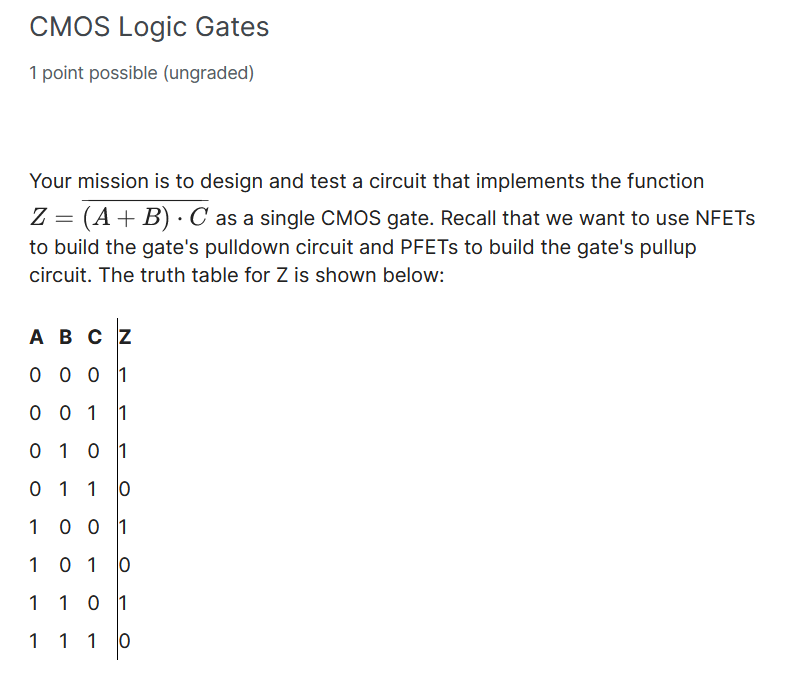 CMOS Logic Gates
1 point possible (ungraded)
Your mission is to design and test a circuit that implements the function
$Z = \overline{(A + B) \cdot C}$ as a single CMOS gate. Recall that we want to use NFETs
to build the gate's pulldown circuit and PFETs to build the gate's pullup
circuit. The truth table for Z is shown below:
A B C Z
0 0 0 1
0 0 1 1
0 1 0 1
0 1 1 0
1 0 0 1
1 0 1 0
1 1 0 1
1 1 1 0